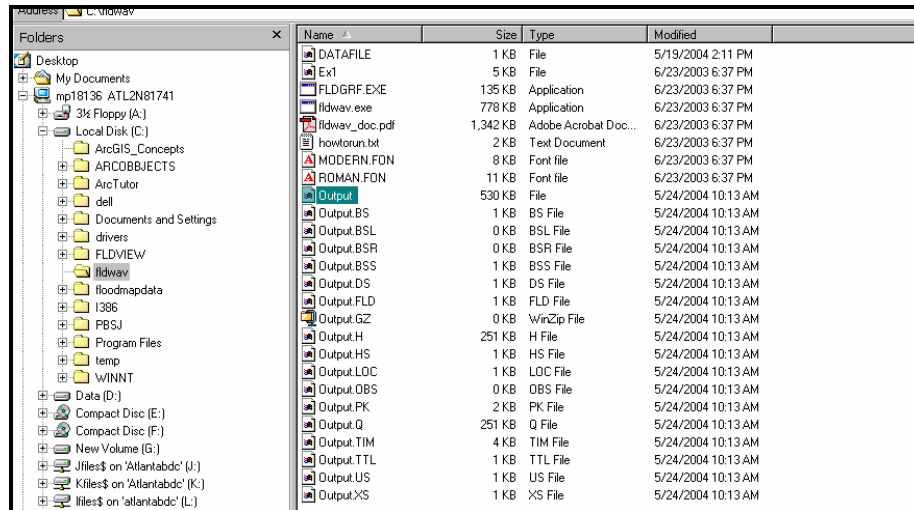 Address C:\fldwav
Folders ×
Desktop
My Documents
mp18136 ATL2N81741
3½ Floppy (A:)
Local Disk (C:)
ArcGIS_Concepts
ARCOBBJECTS
ArcTutor
dell
Documents and Settings
drivers
FLDVIEW
fldwav
floodmapdata
I386
PBSJ
Program Files
temp
WINNT
Data (D:)
Compact Disc (E:)
Compact Disc (F:)
New Volume (G:)
Jfiles$ on 'Atlantabdc' (J:)
Kfiles$ on 'Atlantabdc' (K:)
lfiles$ on 'atlantabdc' (L:)
Name Size Type Modified
DATAFILE 1 KB File 5/19/2004 2:11 PM
Ex1 5 KB File 6/23/2003 6:37 PM
FLDGRF.EXE 135 KB Application 6/23/2003 6:37 PM
fldwav.exe 778 KB Application 6/23/2003 6:37 PM
fldwav_doc.pdf 1,342 KB Adobe Acrobat Doc... 6/23/2003 6:37 PM
howtorun.txt 2 KB Text Document 6/23/2003 6:37 PM
MODERN.FON 8 KB Font file 6/23/2003 6:37 PM
ROMAN.FON 11 KB Font file 6/23/2003 6:37 PM
Output 530 KB File 5/24/2004 10:13 AM
Output.BS 1 KB BS File 5/24/2004 10:13 AM
Output.BSL 0 KB BSL File 5/24/2004 10:13 AM
Output.BSR 0 KB BSR File 5/24/2004 10:13 AM
Output.BSS 1 KB BSS File 5/24/2004 10:13 AM
Output.DS 1 KB DS File 5/24/2004 10:13 AM
Output.FLD 1 KB FLD File 5/24/2004 10:13 AM
Output.GZ 0 KB WinZip File 5/24/2004 10:13 AM
Output.H 251 KB H File 5/24/2004 10:13 AM
Output.HS 1 KB HS File 5/24/2004 10:13 AM
Output.LOC 1 KB LOC File 5/24/2004 10:13 AM
Output.OBS 0 KB OBS File 5/24/2004 10:13 AM
Output.PK 2 KB PK File 5/24/2004 10:13 AM
Output.Q 251 KB Q File 5/24/2004 10:13 AM
Output.TIM 4 KB TIM File 5/24/2004 10:13 AM
Output.TTL 1 KB TTL File 5/24/2004 10:13 AM
Output.US 1 KB US File 5/24/2004 10:13 AM
Output.XS 1 KB XS File 5/24/2004 10:13 AM